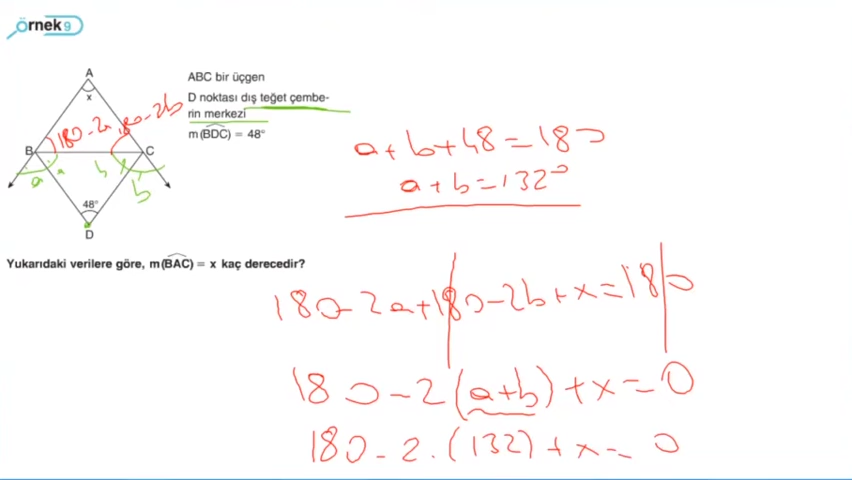 örnek 9
A
x
ABC bir üçgen
D noktası dış teğet çembe-
rin merkezi
m(BDC) = 48°
180-2a
180-2b
B
C
a
b
b
48°
D
a+b+48=180
a+b=132°
Yukarıdaki verilere göre, m(BAC) = x kaç derecedir?
180-2a+180-2b+x=180
180-2(a+b)+x=0
180-2.(132)+x=0